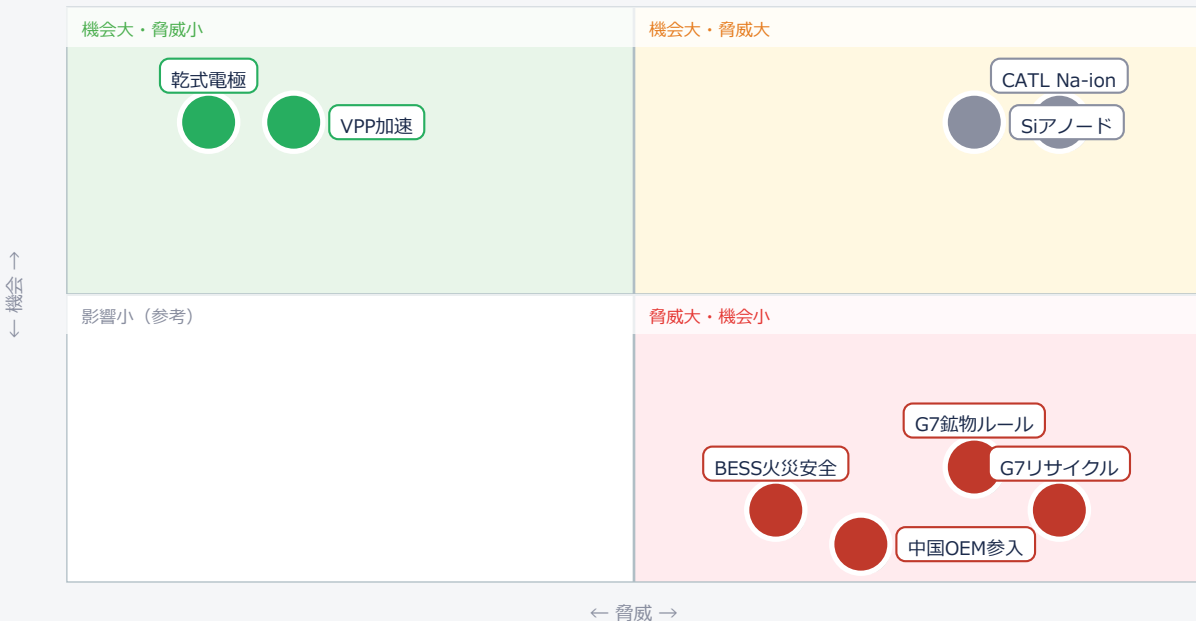 機会大・脅威小
機会大・脅威大
乾式電極
VPP加速
CATL Na-ion
Siアノード
← 機会 →
影響小（参考）
脅威大・機会小
G7鉱物ルール
BESS火災安全
G7リサイクル
中国OEM参入
← 脅威 →